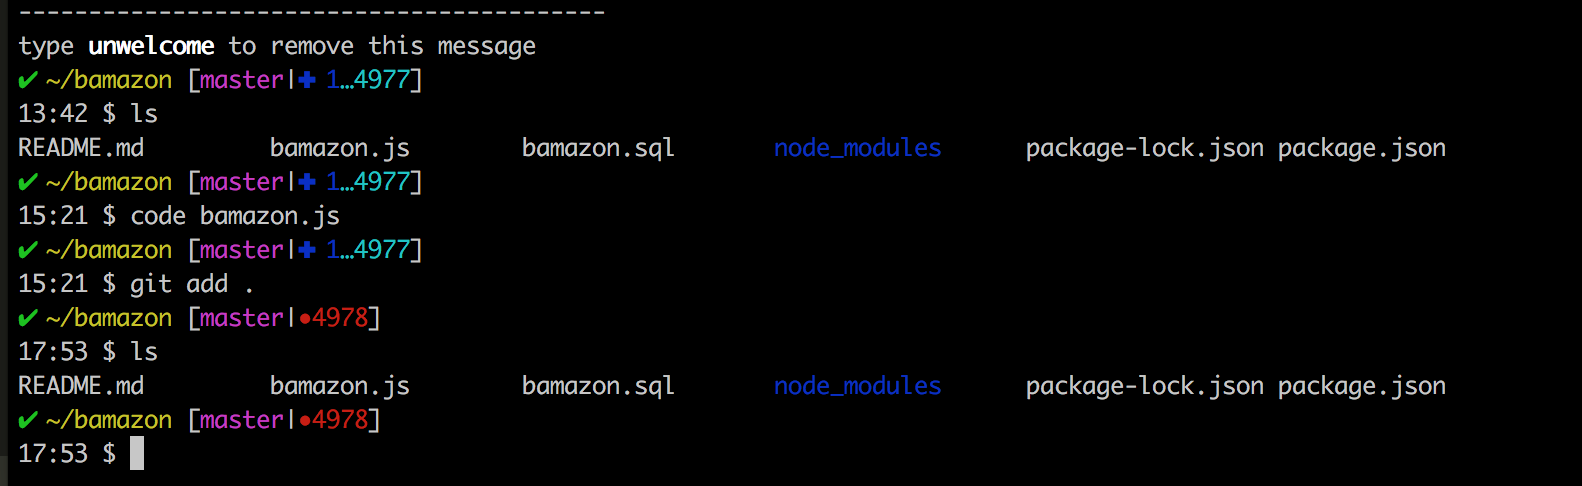 ------------------------------------------
type unwelcome to remove this message
✔ ~/bamazon [master|✚ 1…4977]
13:42 $ ls
README.md         bamazon.js        bamazon.sql       node_modules      package-lock.json package.json
✔ ~/bamazon [master|✚ 1…4977]
15:21 $ code bamazon.js
✔ ~/bamazon [master|✚ 1…4977]
15:21 $ git add .
✔ ~/bamazon [master|●4978]
17:53 $ ls
README.md         bamazon.js        bamazon.sql       node_modules      package-lock.json package.json
✔ ~/bamazon [master|●4978]
17:53 $